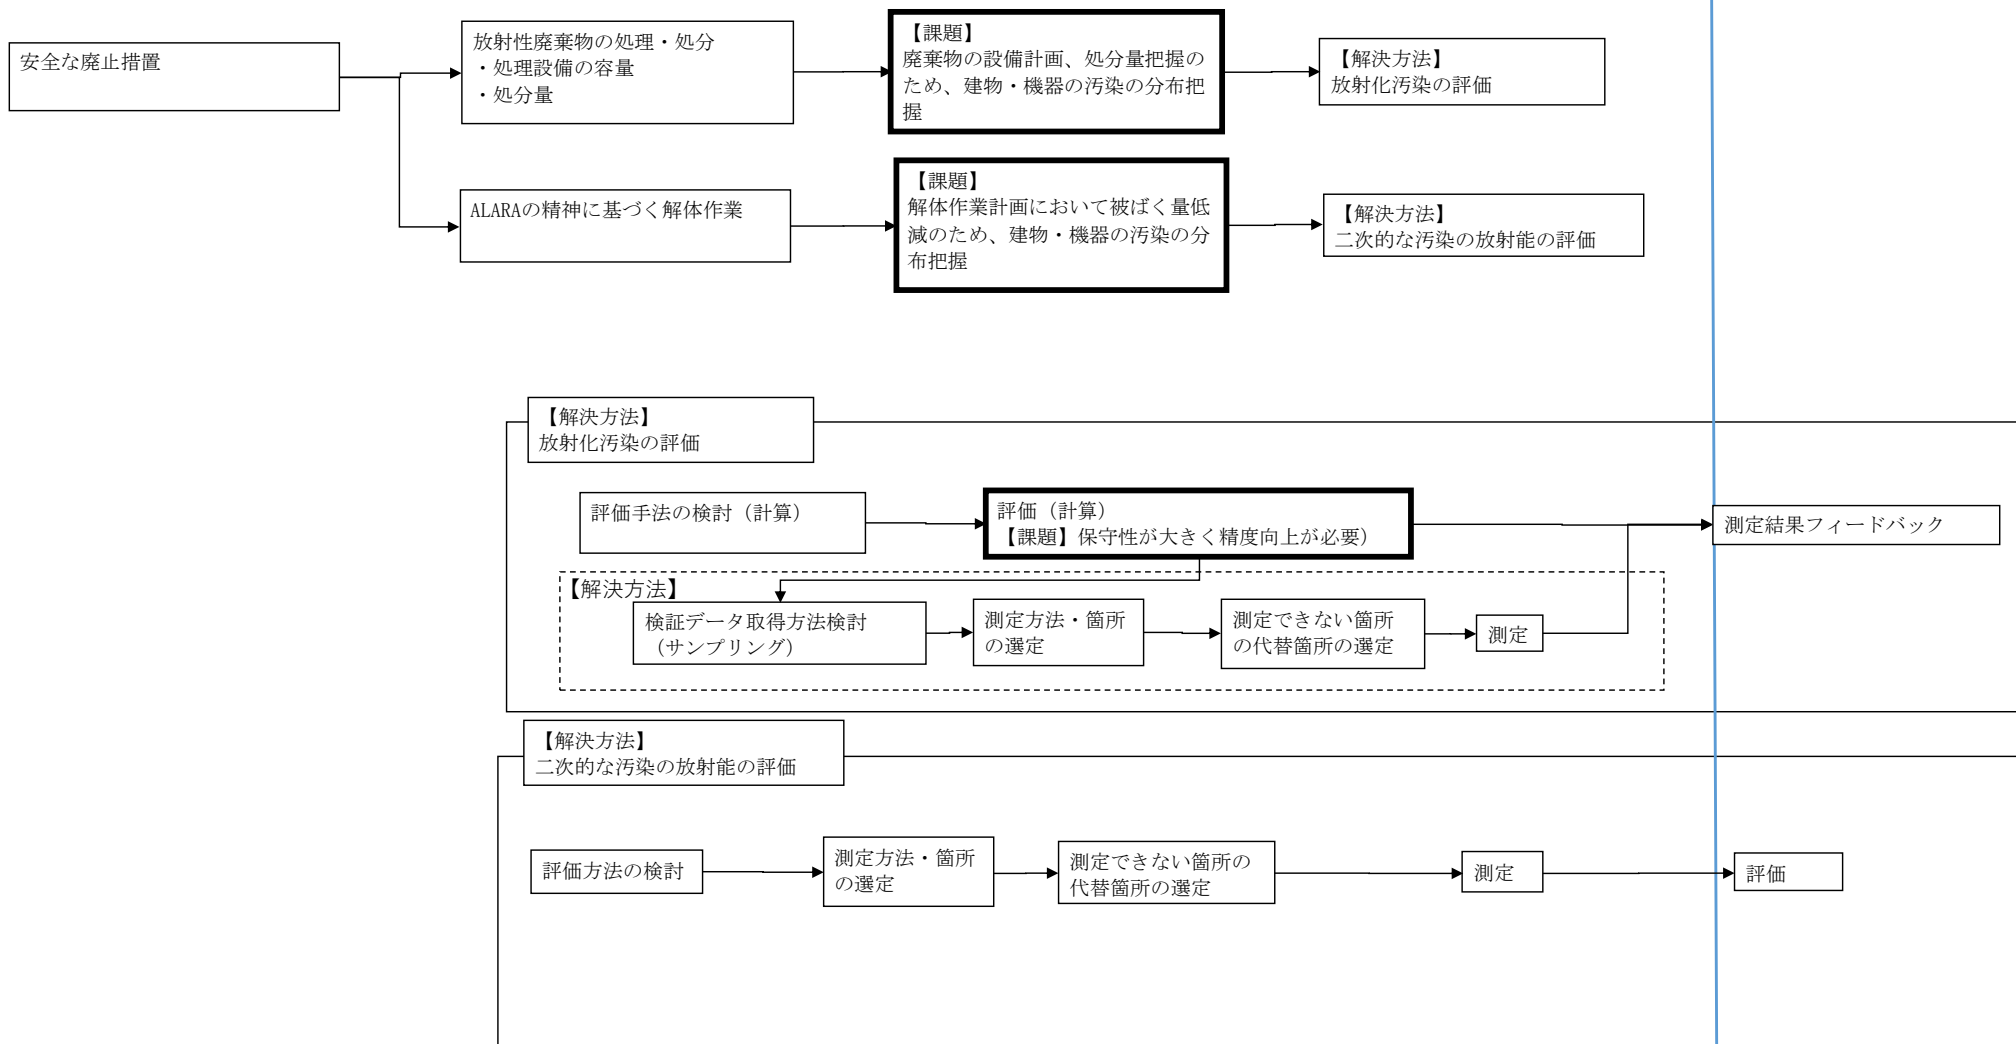 安全な廃止措置
放射性廃棄物の処理・処分
・処理設備の容量
・処分量
【課題】
廃棄物の設備計画、処分量把握の
ため、建物・機器の汚染の分布把
握
【解決方法】
放射化汚染の評価
ALARAの精神に基づく解体作業
【課題】
解体作業計画において被ばく量低
減のため、建物・機器の汚染の分
布把握
【解決方法】
二次的な汚染の放射能の評価
【解決方法】
放射化汚染の評価
評価手法の検討（計算）
評価（計算）
【課題】保守性が大きく精度向上が必要）
測定結果フィードバック
【解決方法】
検証データ取得方法検討
（サンプリング）
測定方法・箇所
の選定
測定できない箇所
の代替箇所の選定
測定
【解決方法】
二次的な汚染の放射能の評価
評価方法の検討
測定方法・箇所
の選定
測定できない箇所の
代替箇所の選定
測定
評価